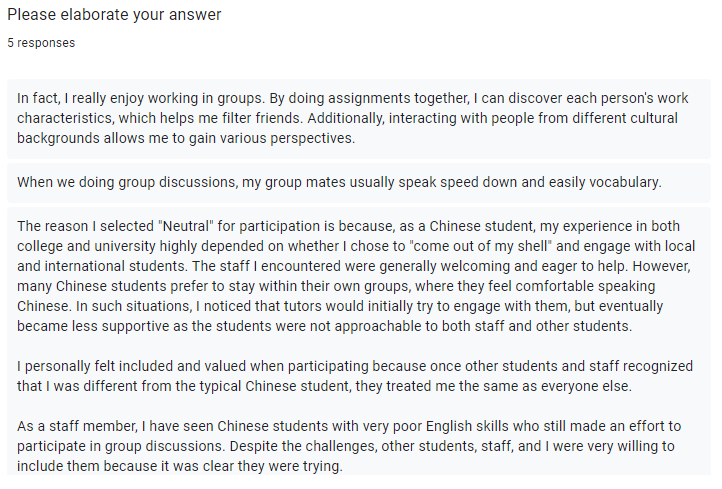 Please elaborate your answer
5 responses
In fact, I really enjoy working in groups. By doing assignments together, I can discover each person's work
characteristics, which helps me filter friends. Additionally, interacting with people from different cultural
backgrounds allows me to gain various perspectives.
When we doing group discussions, my group mates usually speak speed down and easily vocabulary.
The reason I selected "Neutral" for participation is because, as a Chinese student, my experience in both
college and university highly depended on whether I chose to "come out of my shell" and engage with local
and international students. The staff I encountered were generally welcoming and eager to help. However,
many Chinese students prefer to stay within their own groups, where they feel comfortable speaking
Chinese. In such situations, I noticed that tutors would initially try to engage with them, but eventually
became less supportive as the students were not approachable to both staff and other students.
I personally felt included and valued when participating because once other students and staff recognized
that I was different from the typical Chinese student, they treated me the same as everyone else.
As a staff member, I have seen Chinese students with very poor English skills who still made an effort to
participate in group discussions. Despite the challenges, other students, staff, and I were very willing to
include them because it was clear they were trying.